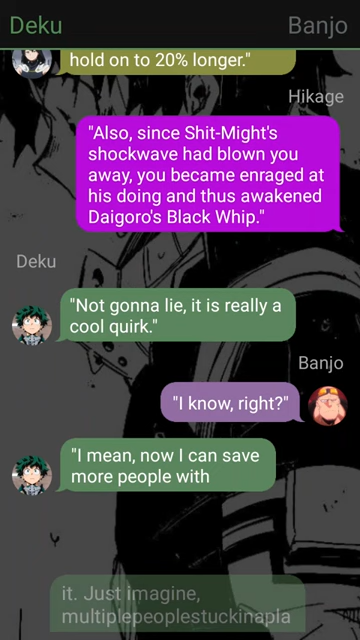 Deku
Banjo
hold on to 20% longer."
Hikage
"Also, since Shit-Might's
shockwave had blown you
away, you became enraged at
his doing and thus awakened
Daigoro's Black Whip."
Deku
"Not gonna lie, it is really a
cool quirk."
Banjo
"I know, right?"
"I mean, now I can save
more people with
it. Just imagine,
multiplepeoplestuckinapla